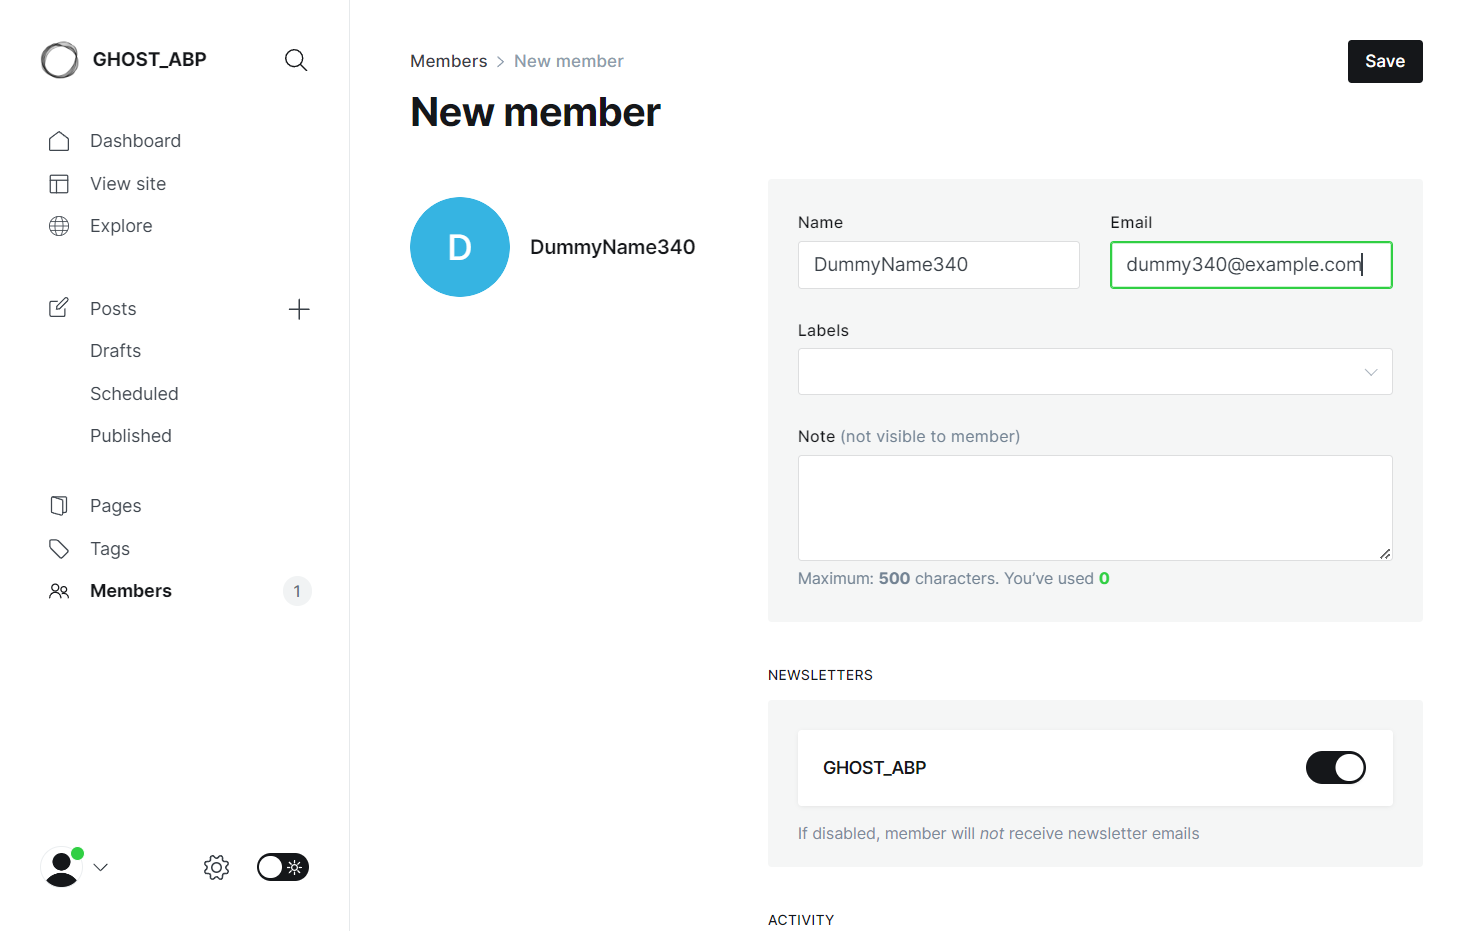 GHOST_ABP
Dashboard
View site
Explore
Posts
Drafts
Scheduled
Published
Pages
Tags
Members 1
Members > New member
Save
New member
D DummyName340
Name
DummyName340
Email
dummy340@example.com
Labels
Note (not visible to member)
Maximum: 500 characters. You’ve used 0
NEWSLETTERS
GHOST_ABP
If disabled, member will not receive newsletter emails
ACTIVITY